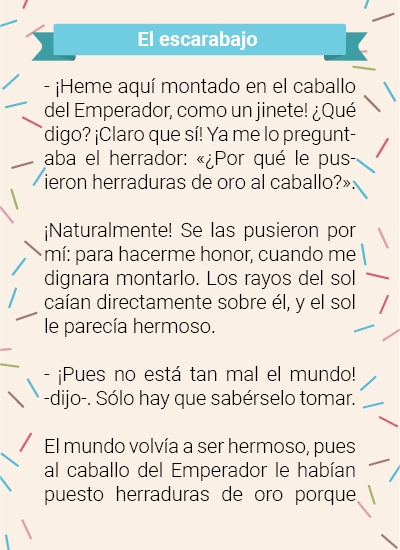 El escarabajo
- ¡Heme aquí montado en el caballo
del Emperador, como un jinete! ¿Qué
digo? ¡Claro que sí! Ya me lo pregunt-
aba el herrador: «¿Por qué le pus-
ieron herraduras de oro al caballo?».
¡Naturalmente! Se las pusieron por
mí: para hacerme honor, cuando me
dignara montarlo. Los rayos del sol
caían directamente sobre él, y el sol
le parecía hermoso.
- ¡Pues no está tan mal el mundo!
-dijo-. Sólo hay que sabérselo tomar.
El mundo volvía a ser hermoso, pues
al caballo del Emperador le habían
puesto herraduras de oro porque